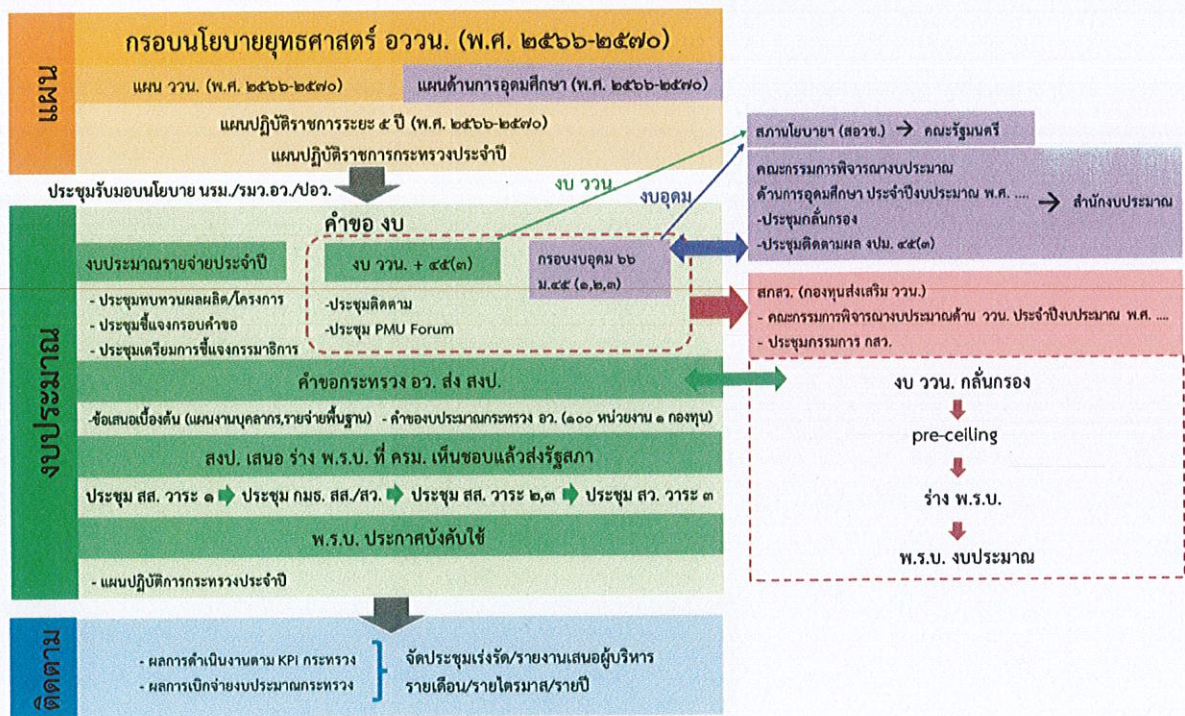 แผน
กรอบนโยบายยุทธศาสตร์ อววน. (พ.ศ. ๒๕๖๖-๒๕๗๐)
แผน ววน. (พ.ศ. ๒๕๖๖-๒๕๗๐)
แผนด้านการอุดมศึกษา (พ.ศ. ๒๕๖๖-๒๕๗๐)
แผนปฏิบัติราชการระยะ ๕ ปี (พ.ศ. ๒๕๖๖-๒๕๗๐)
แผนปฏิบัติราชการกระทรวงประจำปี
ประชุมรับมอบนโยบาย นรม./รมว.อว./ปอว.
งบ ววน.
งบอุดม
สภานโยบายฯ (สอวช.) → คณะรัฐมนตรี
คณะกรรมการพิจารณางบประมาณ
ด้านการอุดมศึกษา ประจำปีงบประมาณ พ.ศ. ....
-ประชุมกลั่นกรอง
-ประชุมติดตามผล งปม. ๔๕(๓)
→ สำนักงบประมาณ
งบประมาณ
คำขอ งบ
งบประมาณรายจ่ายประจำปี
- ประชุมทบทวนผลผลิต/โครงการ
- ประชุมชี้แจงกรอบคำขอ
- ประชุมเตรียมการชี้แจงกรรมาธิการ
งบ ววน. + ๔๕(๓)
-ประชุมติดตาม
-ประชุม PMU Forum
กรอบงบอุดม ๖๖
ม.๔๕ (๑,๒,๓)
สกสว. (กองทุนส่งเสริม ววน.)
- คณะกรรมการพิจารณางบประมาณด้าน ววน. ประจำปีงบประมาณ พ.ศ. ....
- ประชุมกรรมการ กสว.
คำขอกระทรวง อว. ส่ง สงป.
-ข้อเสนอเบื้องต้น (แผนงานบุคลากร,รายจ่ายพื้นฐาน) - คำของบประมาณกระทรวง อว. (๑๐๐ หน่วยงาน ๑ กองทุน)
สงป. เสนอ ร่าง พ.ร.บ. ที่ ครม. เห็นชอบแล้วส่งรัฐสภา
ประชุม สส. วาระ ๑ ประชุม กมธ. สส./สว. ประชุม สส. วาระ ๒,๓ ประชุม สว. วาระ ๓
พ.ร.บ. ประกาศบังคับใช้
- แผนปฏิบัติการกระทรวงประจำปี
งบ ววน. กลั่นกรอง
pre-ceiling
ร่าง พ.ร.บ.
พ.ร.บ. งบประมาณ
ติดตาม
- ผลการดำเนินงานตาม KPi กระทรวง
- ผลการเบิกจ่ายงบประมาณกระทรวง
จัดประชุมเร่งรัด/รายงานเสนอผู้บริหาร
รายเดือน/รายไตรมาส/รายปี